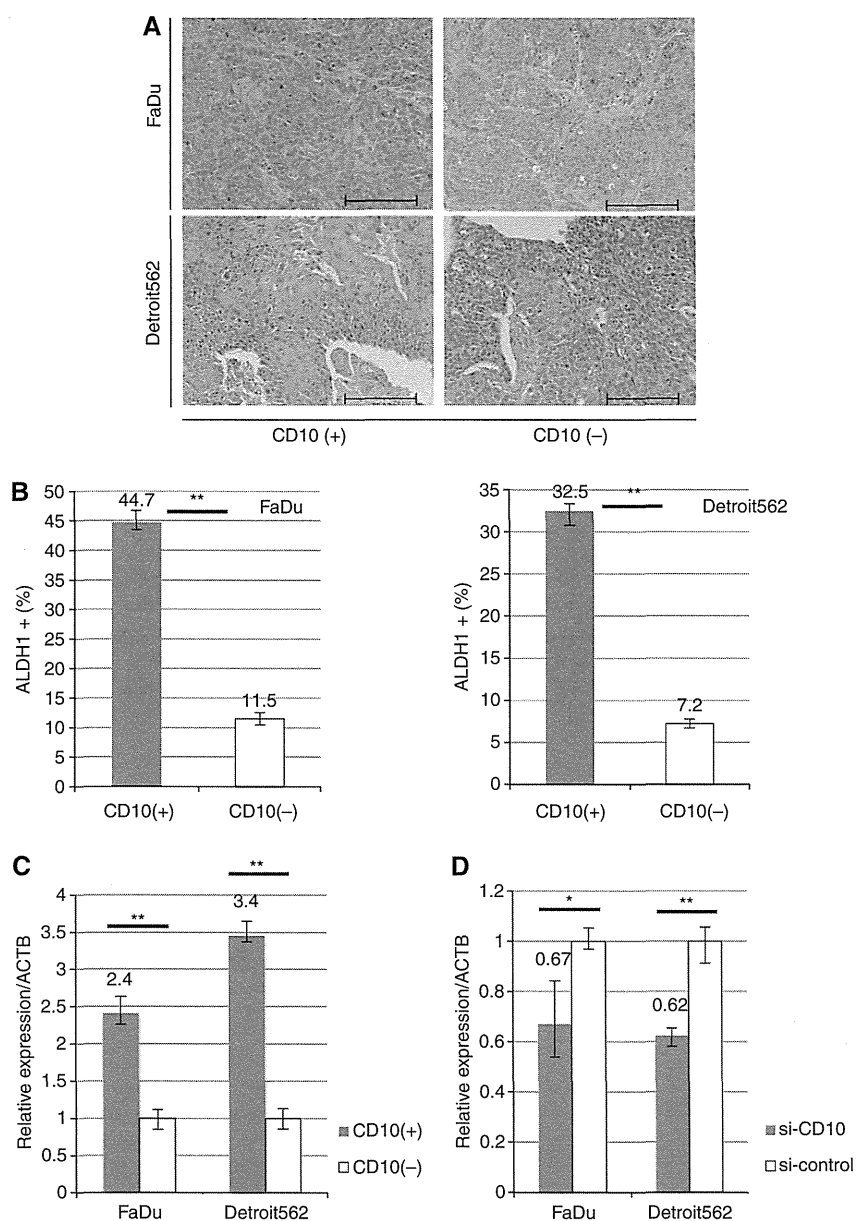 A
FaDu
Detroit562
CD10 (+)
CD10 (–)
B
ALDH1 + (%)
50
45
40
35
30
25
20
15
10
5
0
44.7
**
FaDu
11.5
CD10(+)
CD10(–)
ALDH1 + (%)
35
30
25
20
15
10
5
0
32.5
**
Detroit562
7.2
CD10(+)
CD10(–)
C
Relative expression/ACTB
4
3.5
3
2.5
2
1.5
1
0.5
0
**
2.4
**
3.4
FaDu
Detroit562
CD10(+)
CD10(–)
D
Relative expression/ACTB
1.2
1
0.8
0.6
0.4
0.2
0
*
0.67
**
0.62
FaDu
Detroit562
si-CD10
si-control